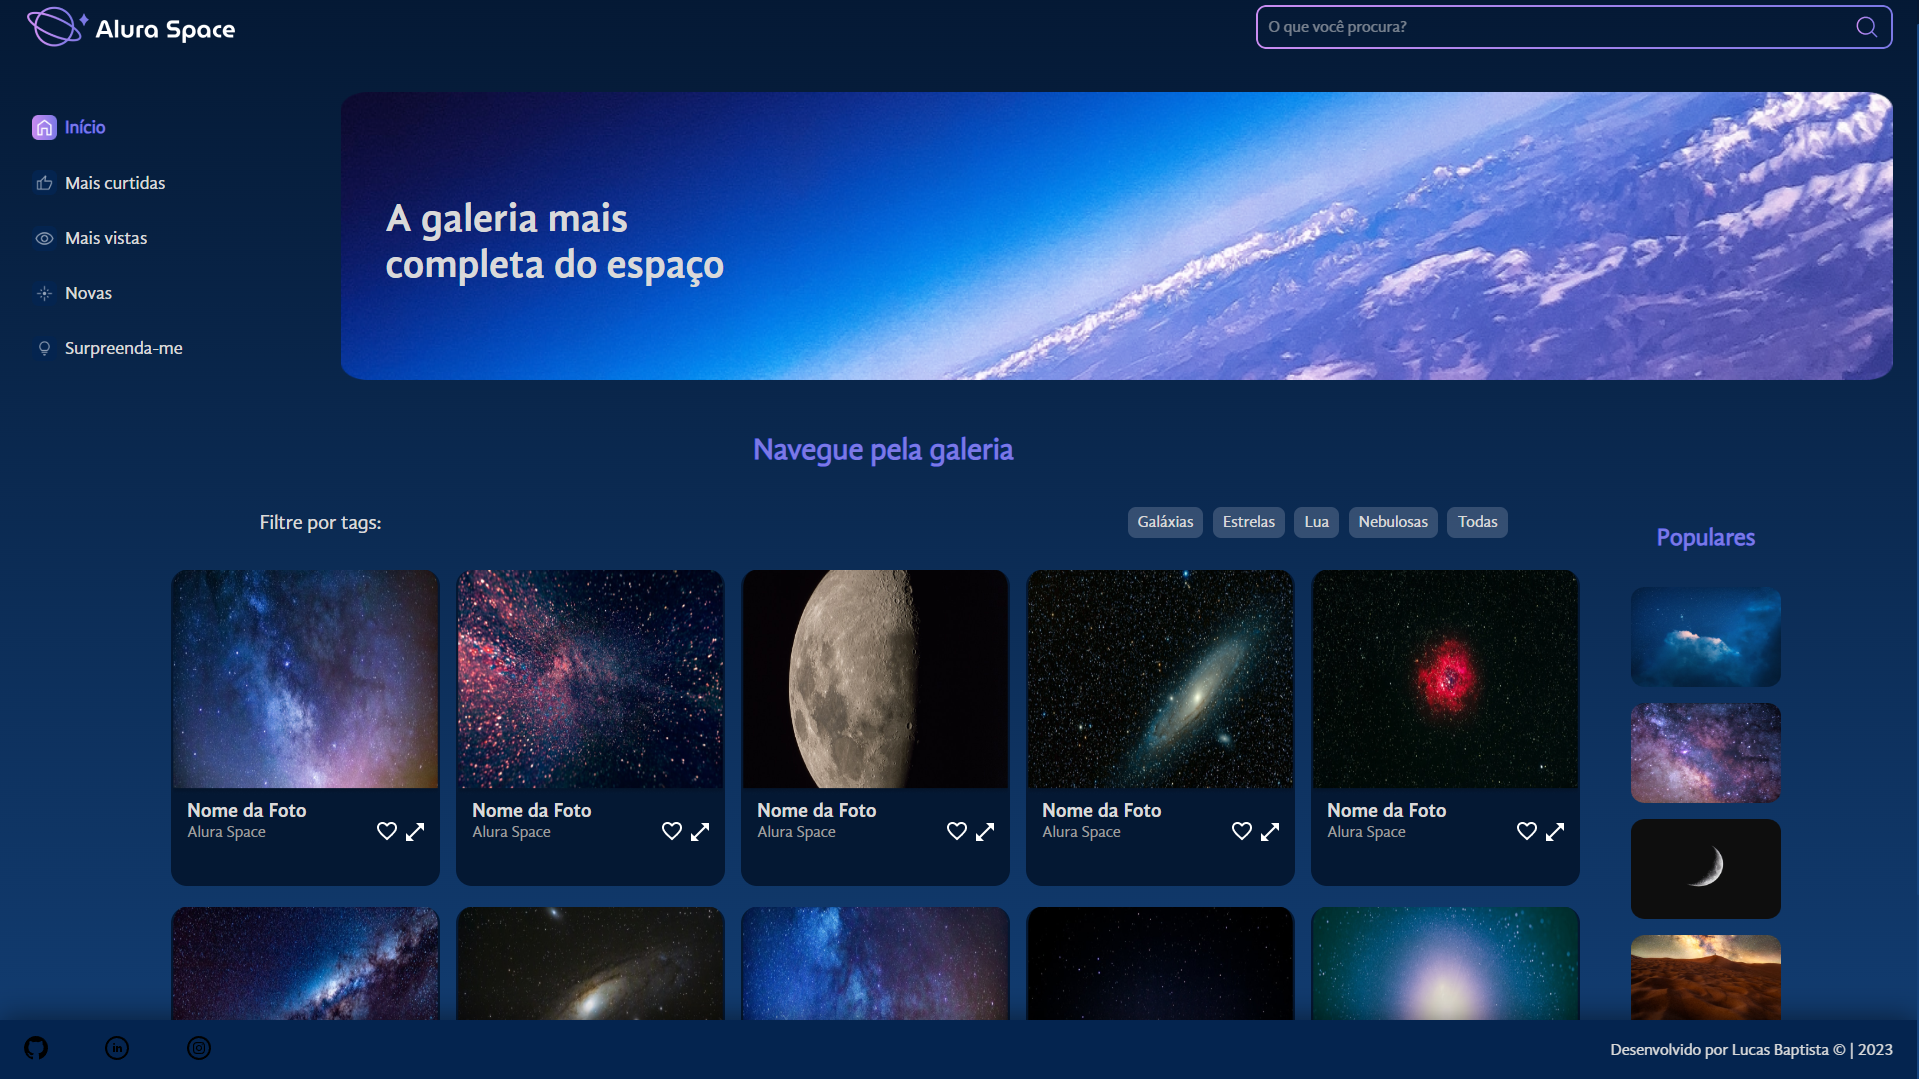 Alura Space
O que você procura?
Início
Mais curtidas
Mais vistas
Novas
Surpreenda-me
A galeria mais
completa do espaço
Navegue pela galeria
Filtre por tags:
Galáxias
Estrelas
Lua
Nebulosas
Todas
Populares
Nome da Foto
Alura Space
Nome da Foto
Alura Space
Nome da Foto
Alura Space
Nome da Foto
Alura Space
Nome da Foto
Alura Space
in
Desenvolvido por Lucas Baptista © | 2023